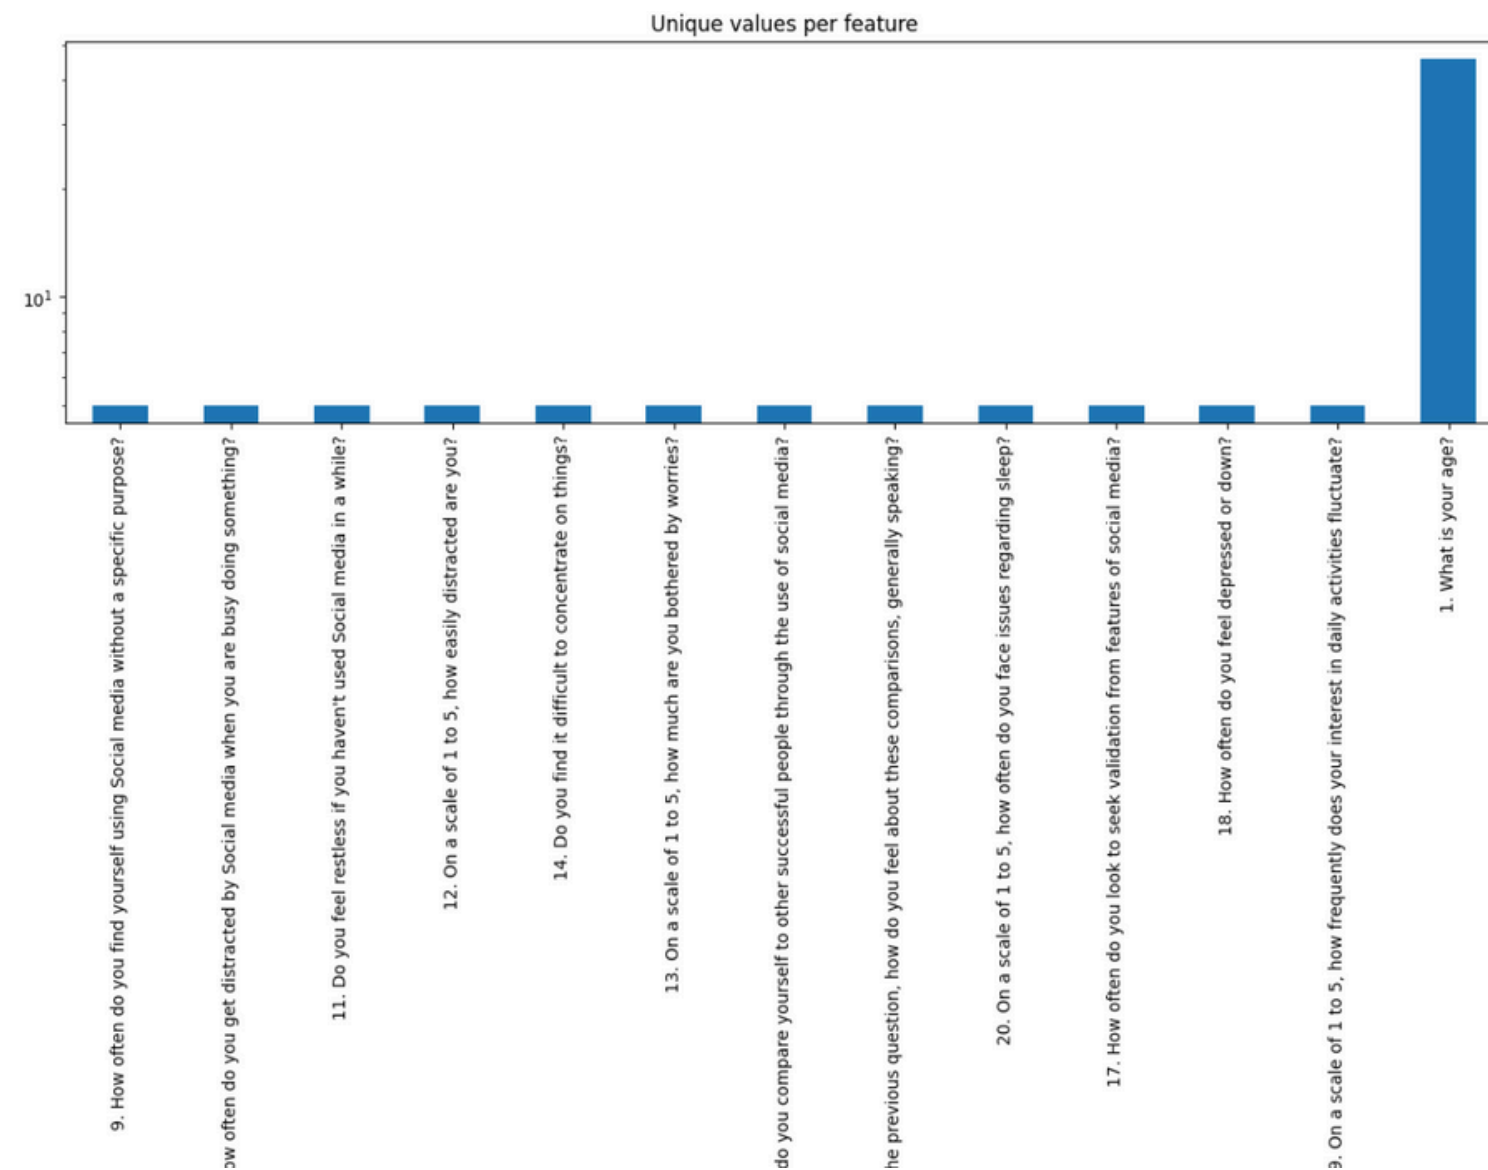 Unique values per feature
10¹
9. How often do you find yourself using Social media without a specific purpose?
ow often do you get distracted by Social media when you are busy doing something?
11. Do you feel restless if you haven't used Social media in a while?
12. On a scale of 1 to 5, how easily distracted are you?
14. Do you find it difficult to concentrate on things?
13. On a scale of 1 to 5, how much are you bothered by worries?
do you compare yourself to other successful people through the use of social media?
he previous question, how do you feel about these comparisons, generally speaking?
20. On a scale of 1 to 5, how often do you face issues regarding sleep?
17. How often do you look to seek validation from features of social media?
18. How often do you feel depressed or down?
9. On a scale of 1 to 5, how frequently does your interest in daily activities fluctuate?
1. What is your age?